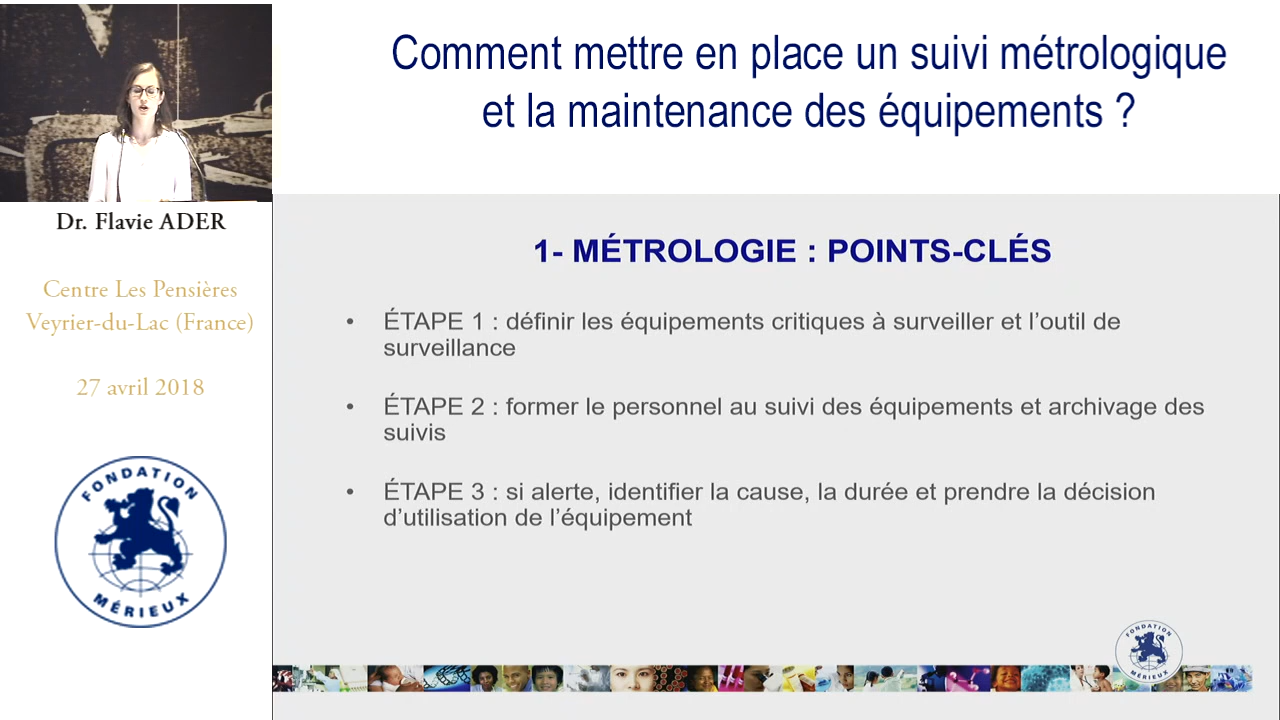 Comment mettre en place un suivi métrologique
et la maintenance des équipements ?
Dr. Flavie ADER
Centre Les Pensières
Veyrier-du-Lac (France)
27 avril 2018
FONDATION
MÉRIEUX
1- MÉTROLOGIE : POINTS-CLÉS
• ÉTAPE 1 : définir les équipements critiques à surveiller et l’outil de
surveillance
• ÉTAPE 2 : former le personnel au suivi des équipements et archivage des
suivis
• ÉTAPE 3 : si alerte, identifier la cause, la durée et prendre la décision
d’utilisation de l’équipement
FONDATION
MÉRIEUX